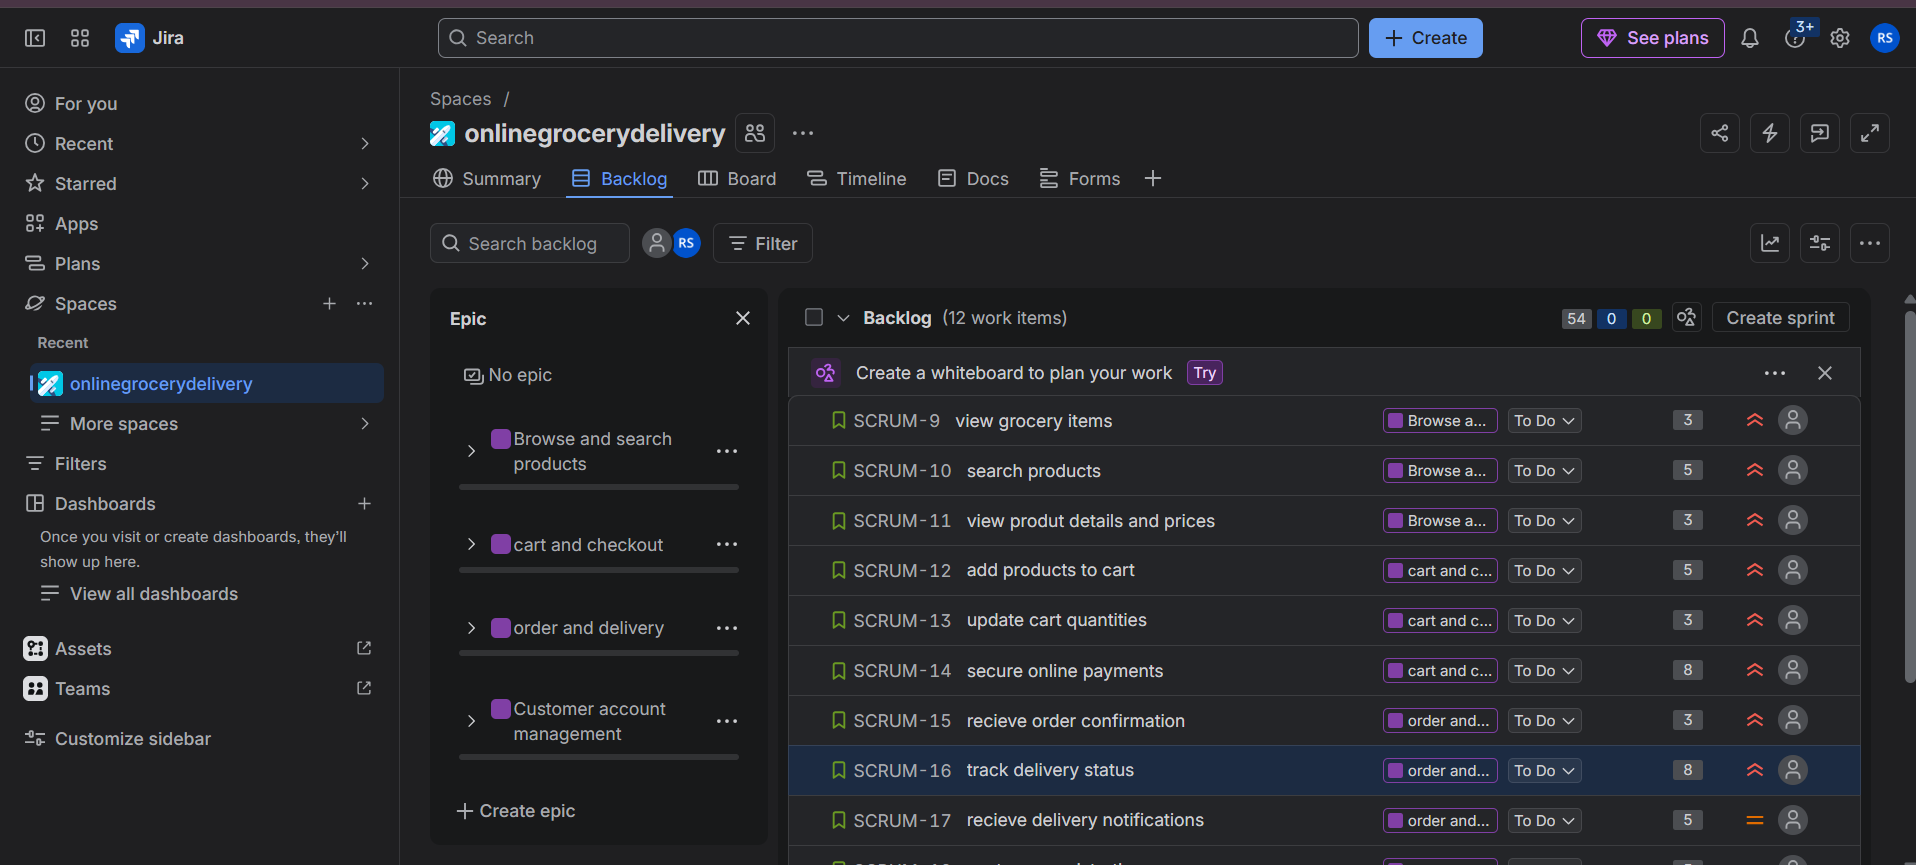 Jira
Search
Create
See plans
3+
RS
For you
Recent
Starred
Apps
Plans
Spaces
Recent
onlinegrocerydelivery
More spaces
Filters
Dashboards
Once you visit or create dashboards, they'll
show up here.
View all dashboards
Assets
Teams
Customize sidebar
Spaces /
onlinegrocerydelivery
Summary Backlog Board Timeline Docs Forms
Search backlog RS Filter
Epic
No epic
Browse and search
products
cart and checkout
order and delivery
Customer account
management
Create epic
Backlog (12 work items) 54 0 0 Create sprint
Create a whiteboard to plan your work Try
SCRUM-9 view grocery items Browse a... To Do 3
SCRUM-10 search products Browse a... To Do 5
SCRUM-11 view produt details and prices Browse a... To Do 3
SCRUM-12 add products to cart cart and c... To Do 5
SCRUM-13 update cart quantities cart and c... To Do 3
SCRUM-14 secure online payments cart and c... To Do 8
SCRUM-15 recieve order confirmation order and... To Do 3
SCRUM-16 track delivery status order and... To Do 8
SCRUM-17 recieve delivery notifications order and... To Do 5